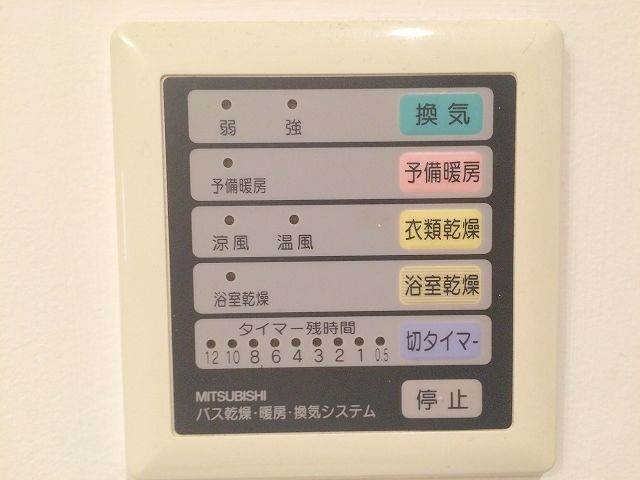 弱 強 換気
予備暖房 予備暖房
涼風 温風 衣類乾燥
浴室乾燥 浴室乾燥
タイマー残時間 切タイマー
12 10 8 6 4 3 2 1 0.5
MITSUBISHI
バス乾燥・暖房・換気システム 停止